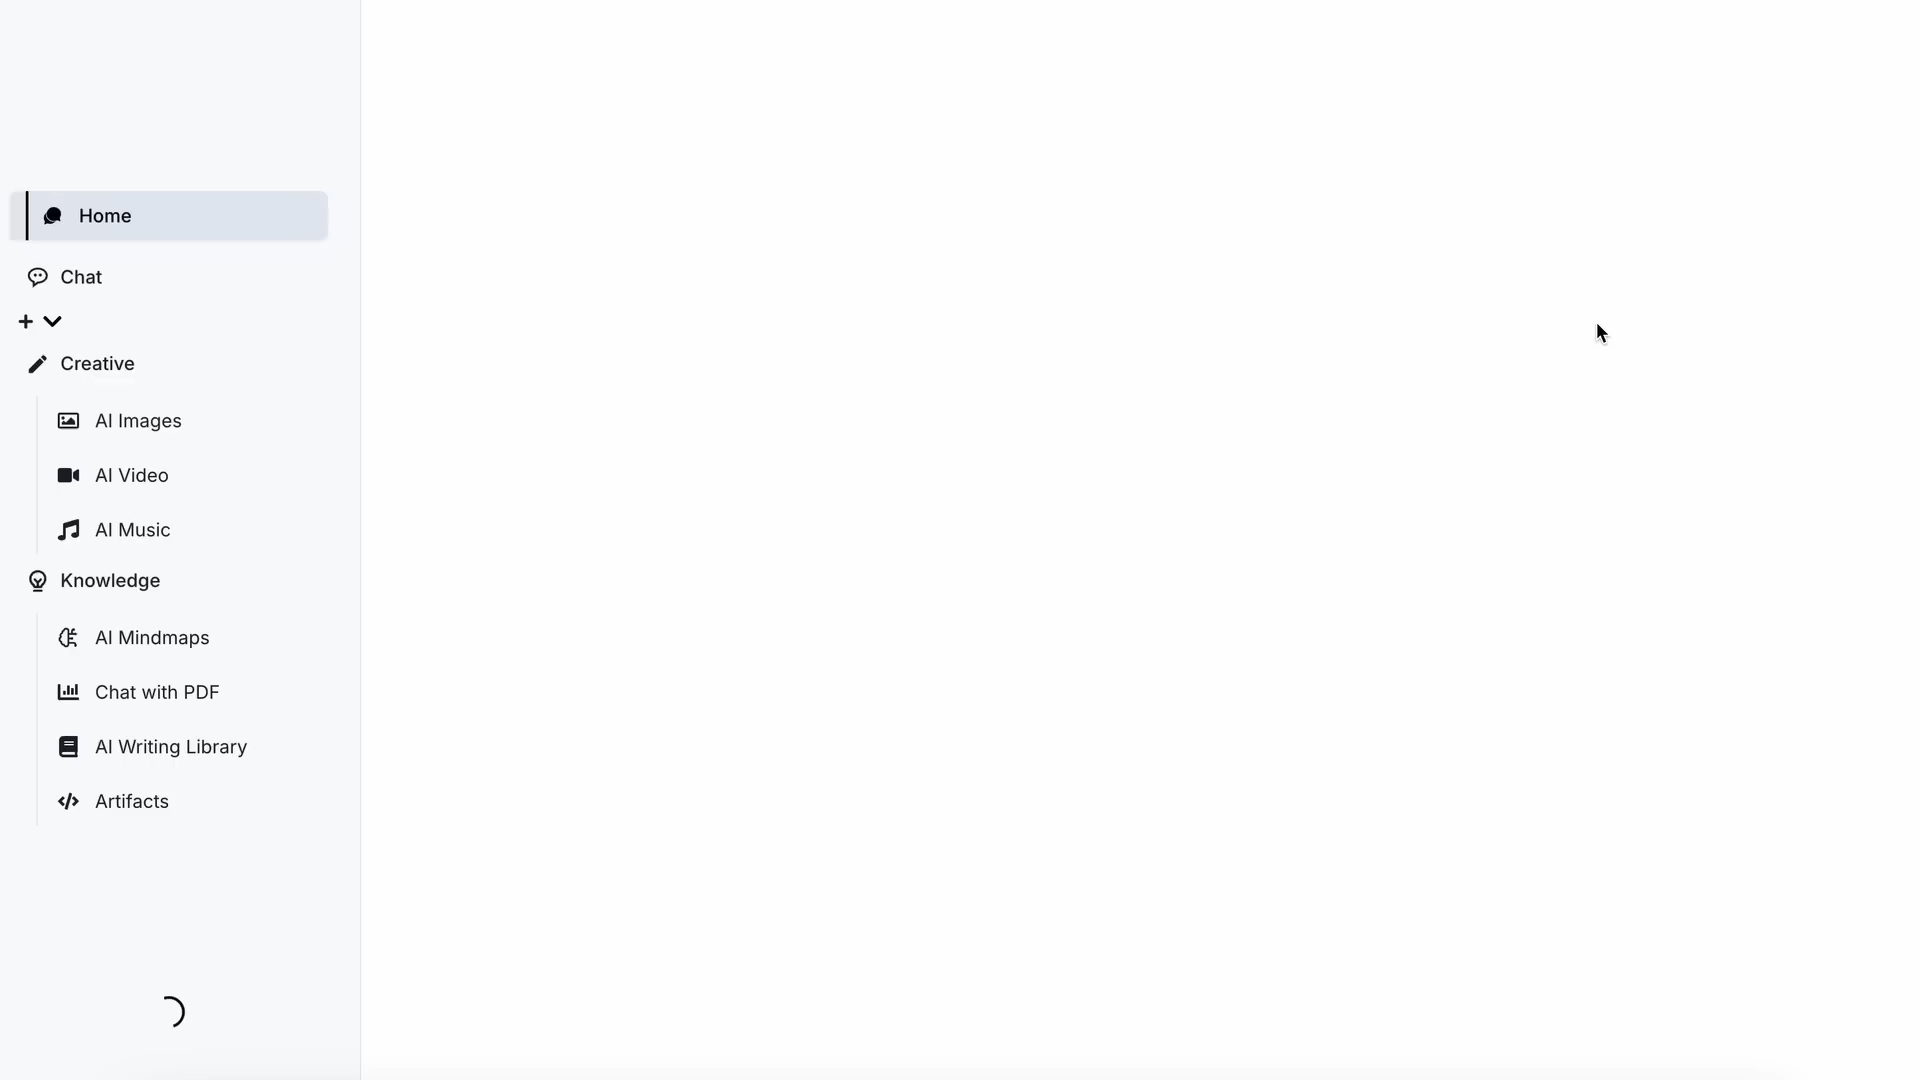 Home
Chat
Creative
AI Images
AI Video
AI Music
Knowledge
AI Mindmaps
Chat with PDF
AI Writing Library
Artifacts